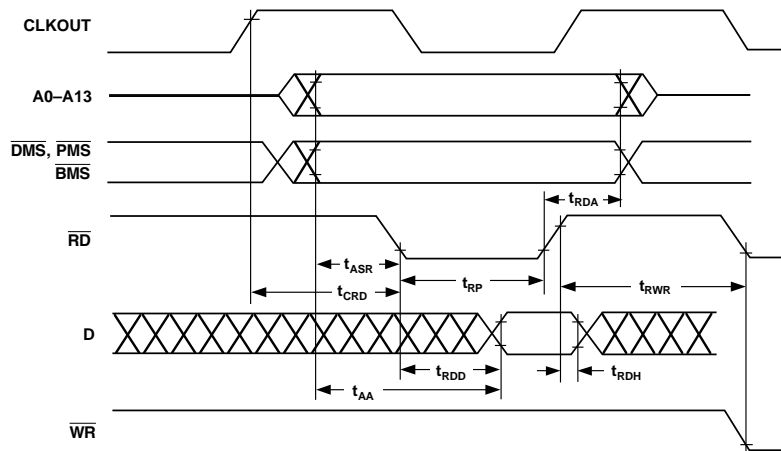 CLKOUT
A0–A13
DMS, PMS
BMS
tRDA
RD
tASR
tRP
tCRD
tRWR
D
tRDD
tRDH
tAA
WR